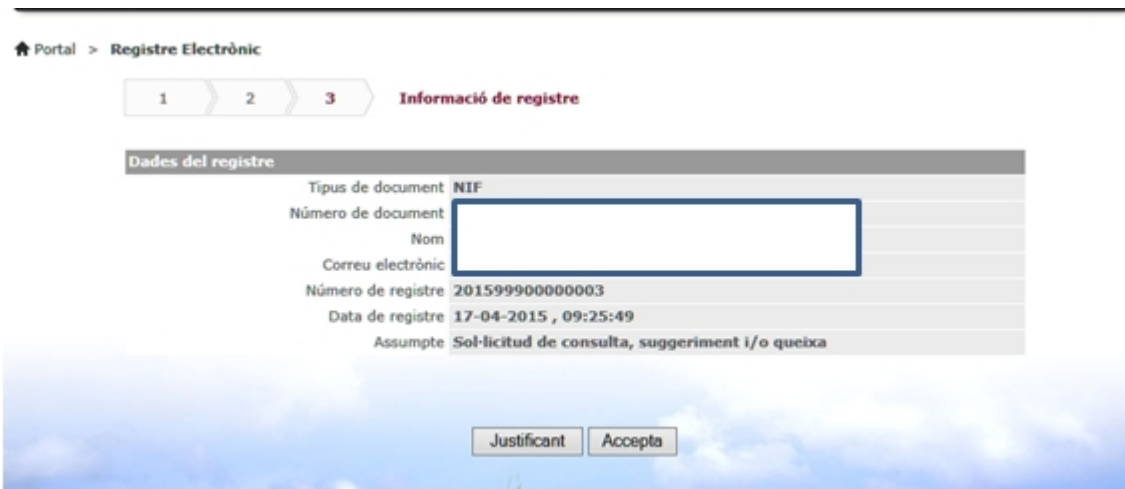 Portal > Registre Electrònic
1 2 3 Informació de registre
Dades del registre
Tipus de document NIF
Número de document
Nom
Correu electrònic
Número de registre 201599900000003
Data de registre 17-04-2015 , 09:25:49
Assumpte Sol·licitud de consulta, suggeriment i/o queixa
Justificant Accepta